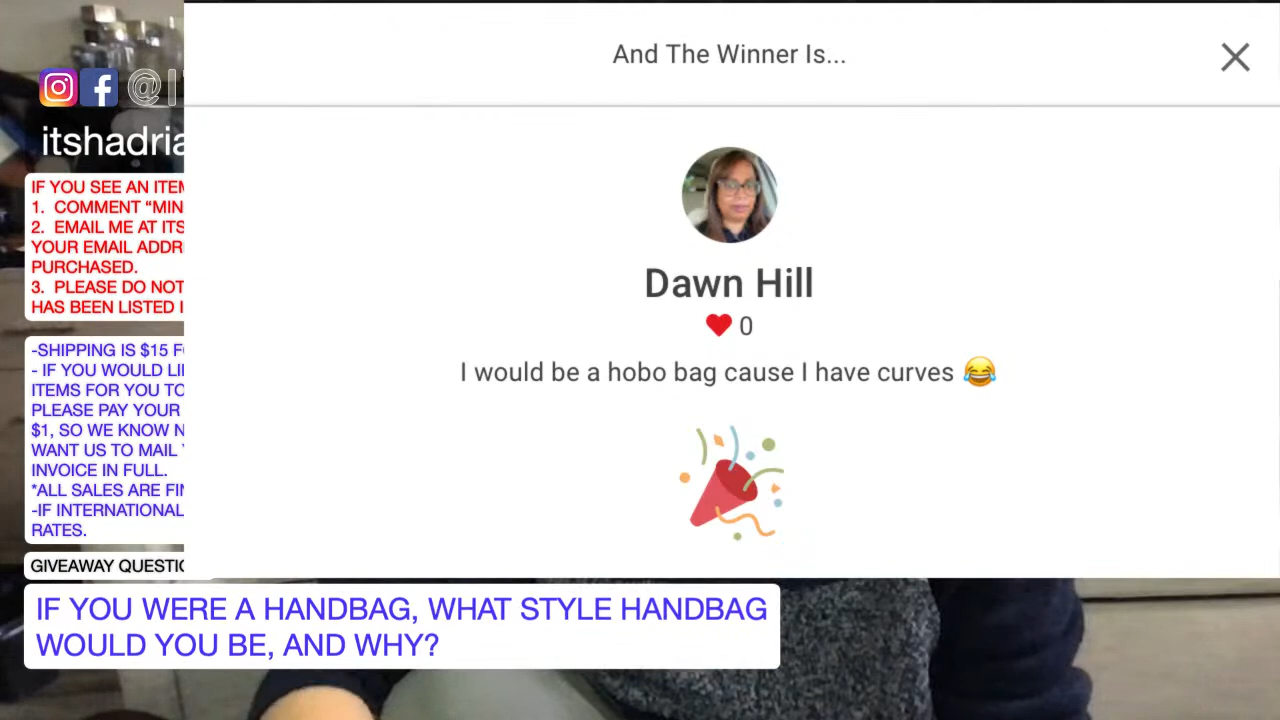 And The Winner Is...
itshadria
IF YOU SEE AN ITEM
1. COMMENT “MIN
2. EMAIL ME AT ITS
YOUR EMAIL ADDR
PURCHASED.
3. PLEASE DO NOT
HAS BEEN LISTED I
-SHIPPING IS $15 F
- IF YOU WOULD LI
ITEMS FOR YOU TO
PLEASE PAY YOUR
$1, SO WE KNOW N
WANT US TO MAIL
INVOICE IN FULL.
*ALL SALES ARE FIN
-IF INTERNATIONAL
RATES.
GIVEAWAY QUESTIO
IF YOU WERE A HANDBAG, WHAT STYLE HANDBAG
WOULD YOU BE, AND WHY?
Dawn Hill
0
I would be a hobo bag cause I have curves 😂